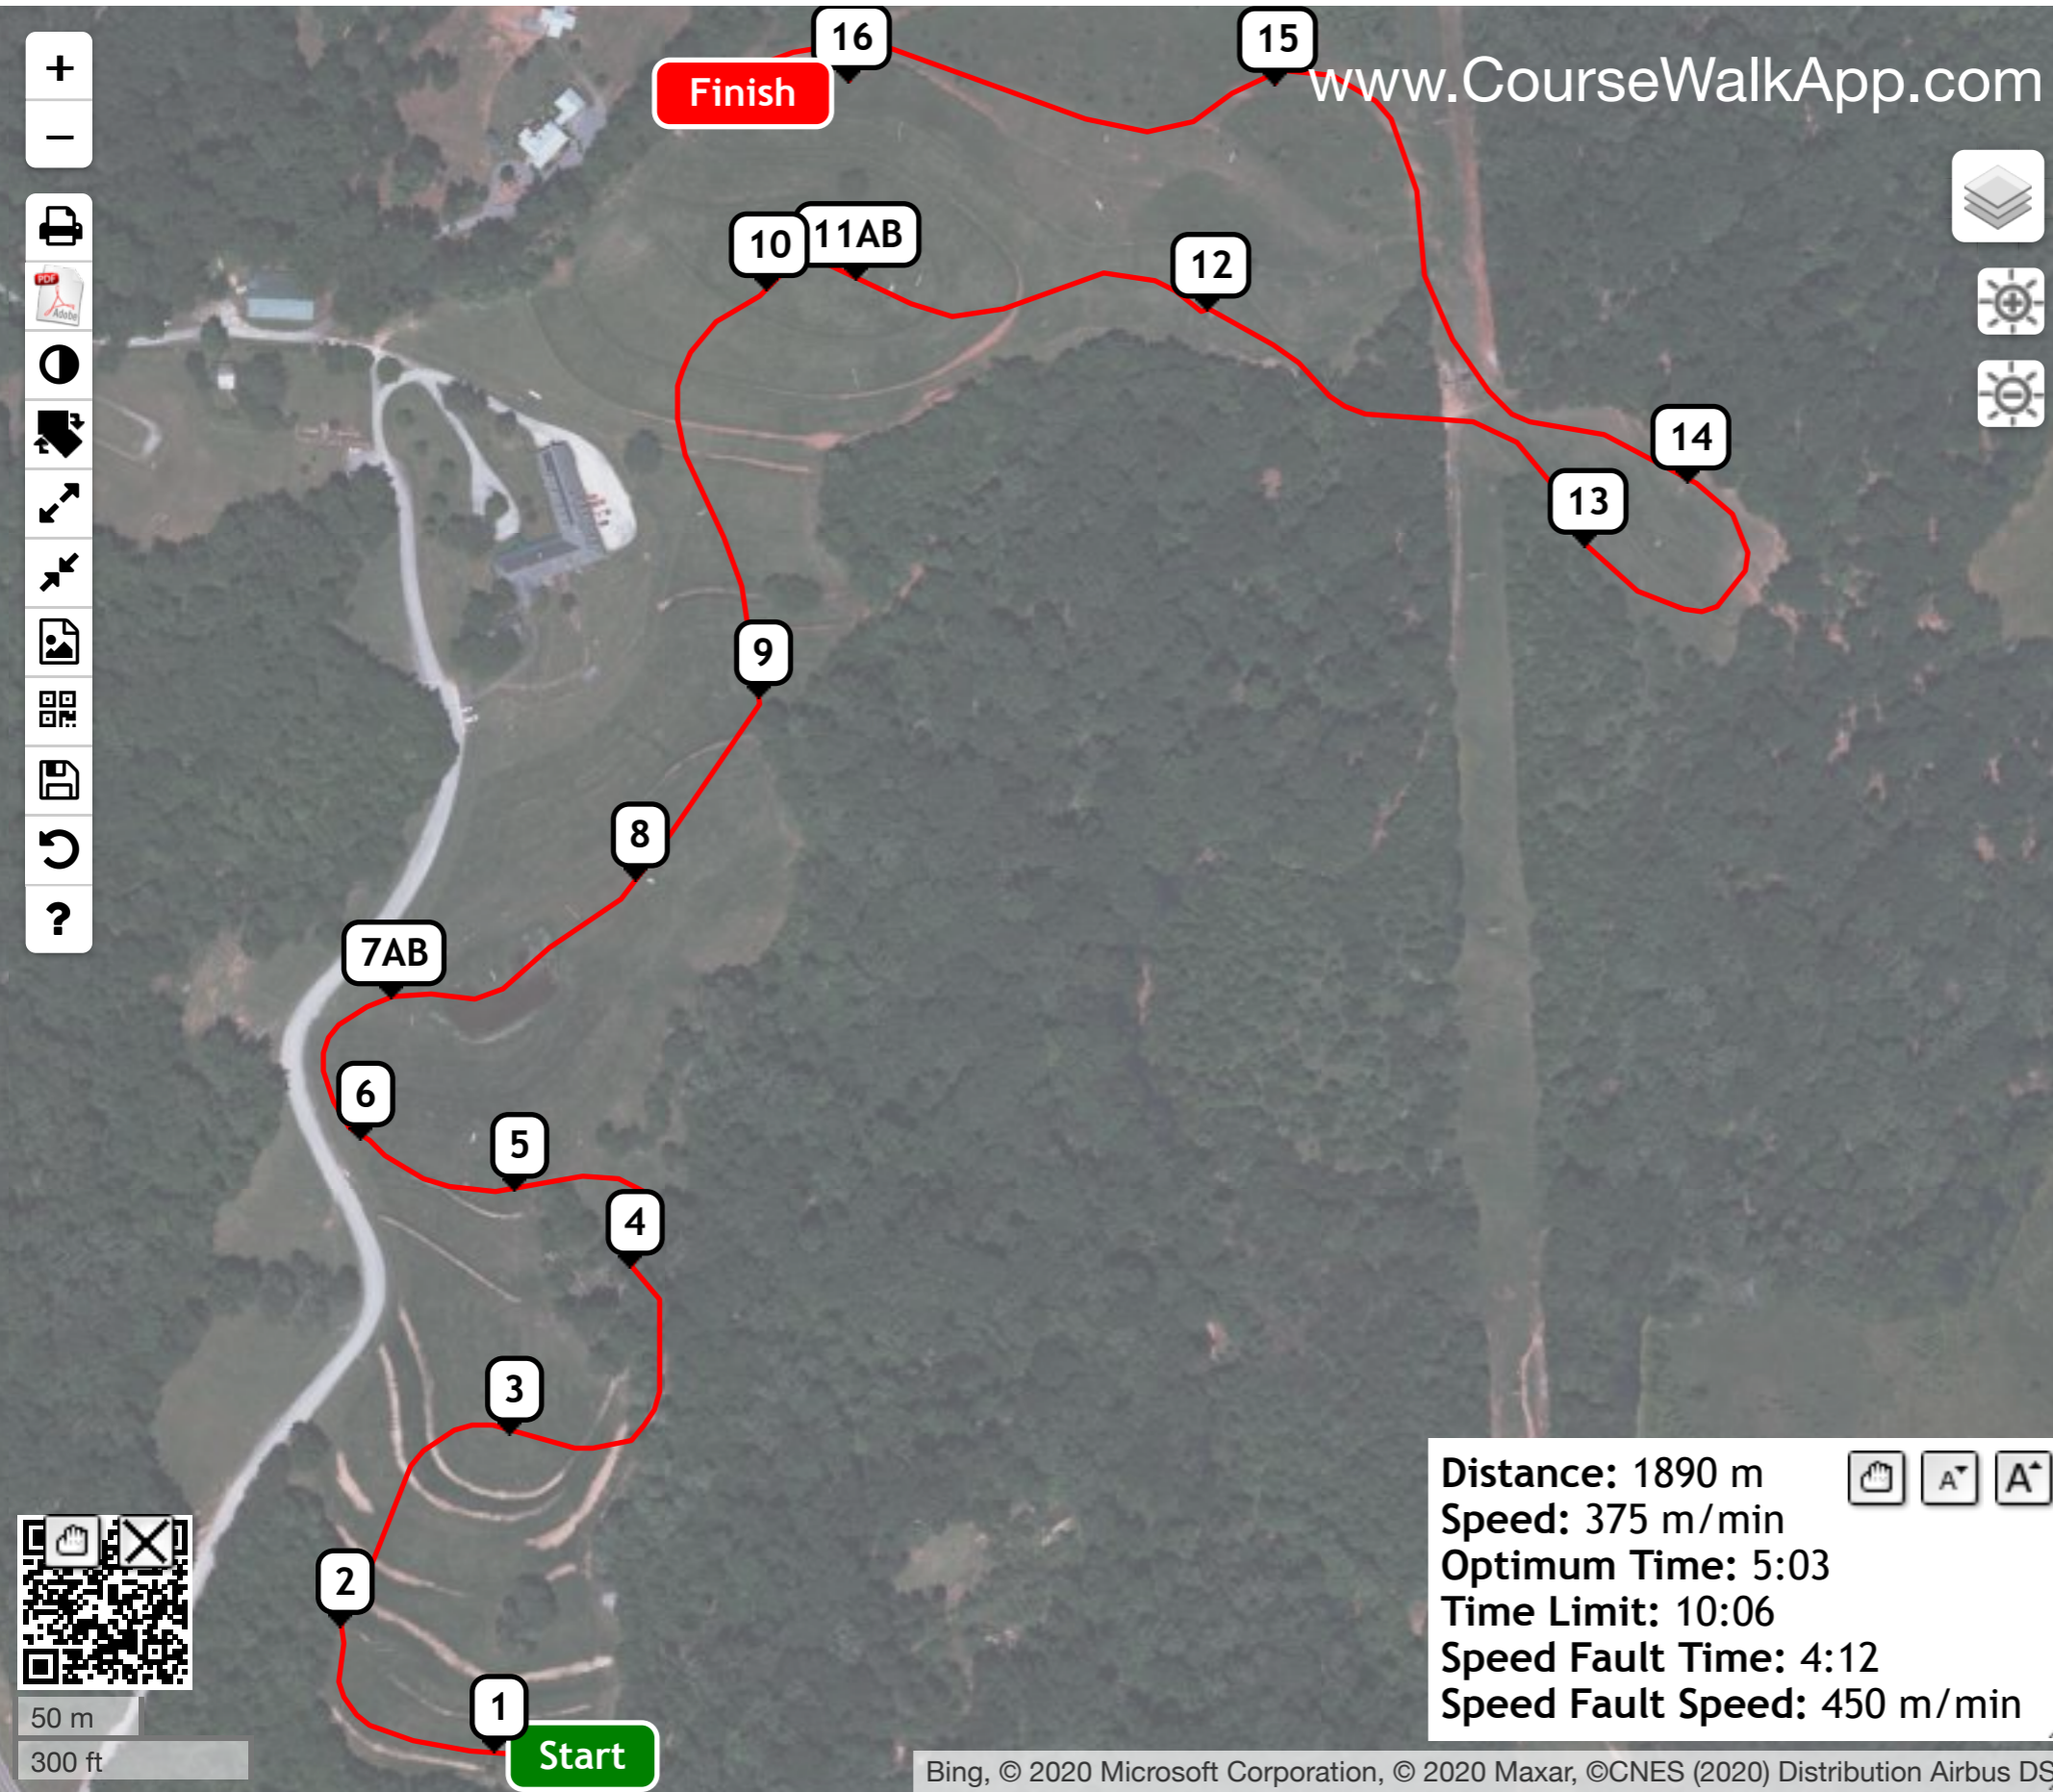 +
−
PDF
Adobe
?
16
15
Finish
www.CourseWalkApp.com
10
11AB
12
14
13
9
8
7AB
6
5
4
3
2
1
Start
Distance: 1890 m
Speed: 375 m/min
Optimum Time: 5:03
Time Limit: 10:06
Speed Fault Time: 4:12
Speed Fault Speed: 450 m/min
A
A
50 m
300 ft
Bing, © 2020 Microsoft Corporation, © 2020 Maxar, ©CNES (2020) Distribution Airbus DS